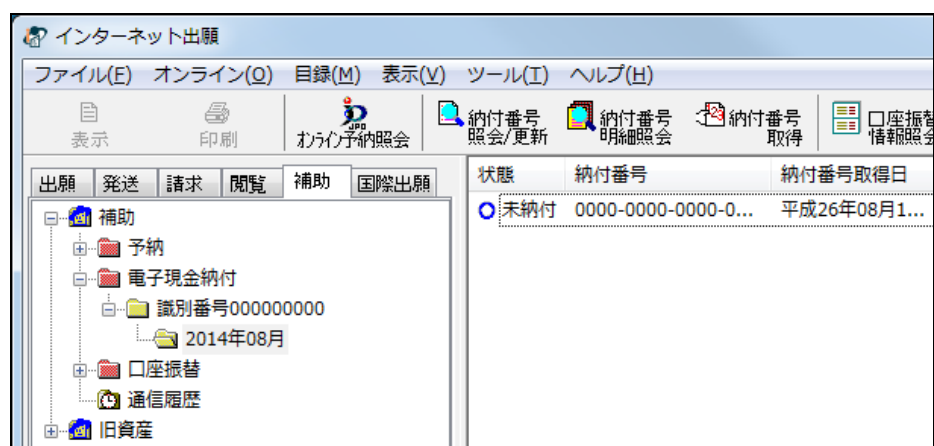 インターネット出願
ファイル(F) オンライン(O) 目録(M) 表示(V) ツール(T) ヘルプ(H)
表示 印刷 オンライン予納照会 納付番号照会/更新 納付番号明細照会 納付番号取得 口座振替情報照会
出願 発送 請求 閲覧 補助 国際出願
状態 納付番号 納付番号取得日
未納付 0000-0000-0000-0... 平成26年08月1...
補助
予納
電子現金納付
識別番号000000000
2014年08月
口座振替
通信履歴
旧資産